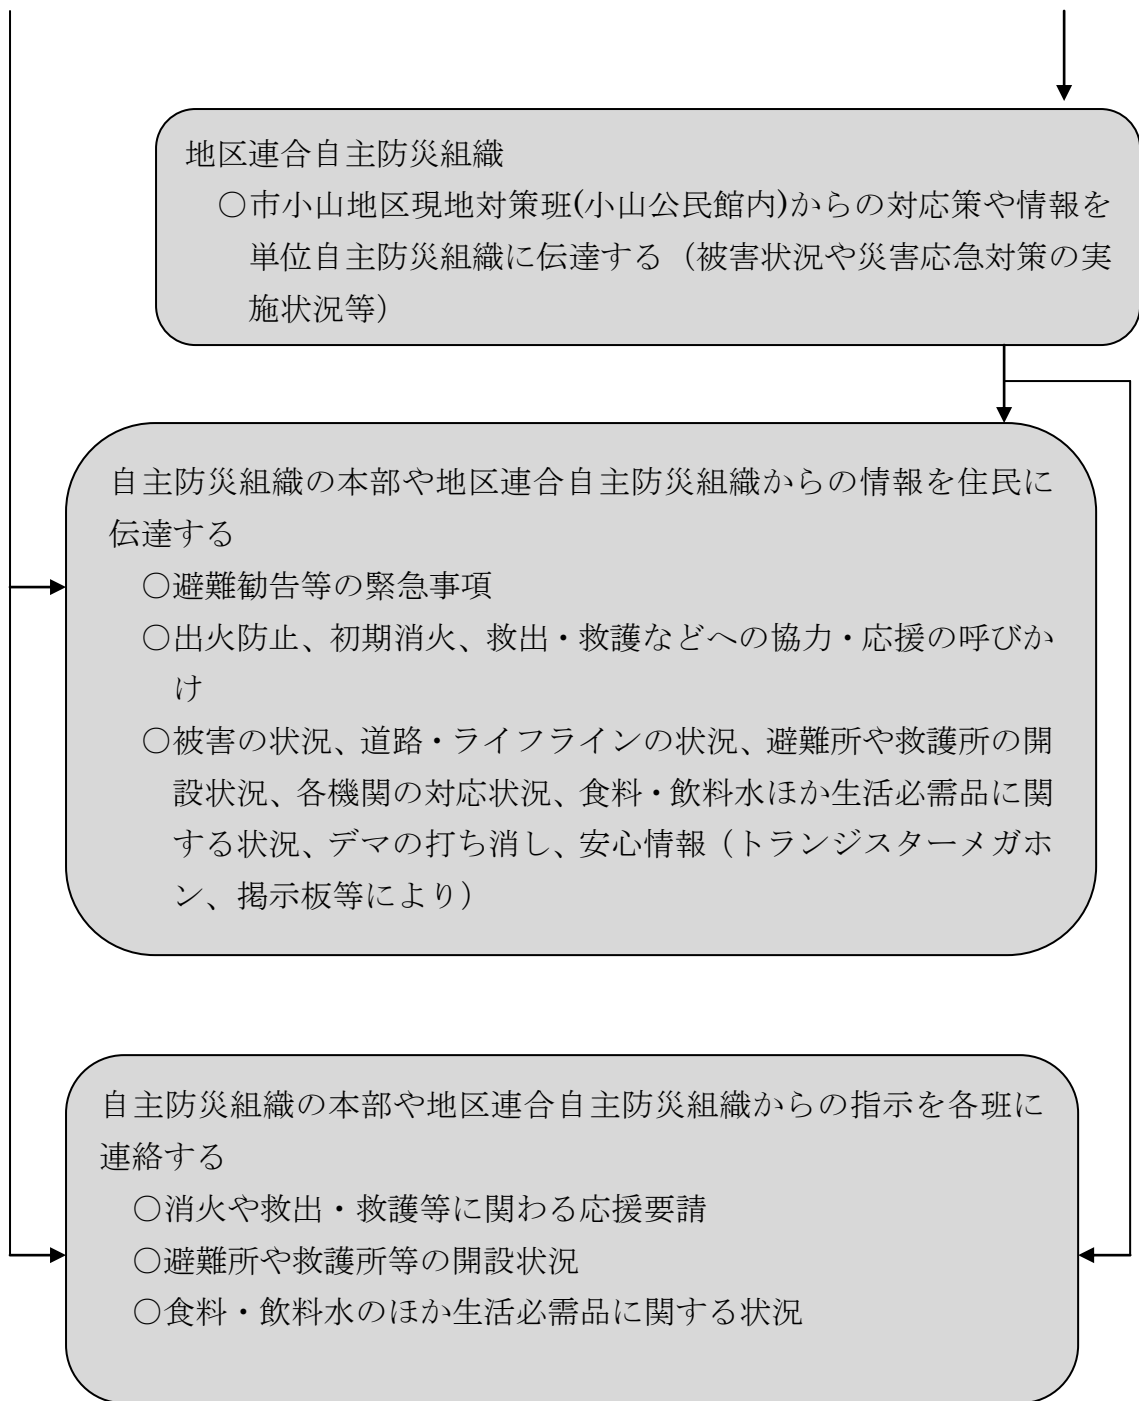 地区連合自主防災組織
○市小山地区現地対策班(小山公民館内)からの対応策や情報を
単位自主防災組織に伝達する（被害状況や災害応急対策の実
施状況等）
自主防災組織の本部や地区連合自主防災組織からの情報を住民に
伝達する
○避難勧告等の緊急事項
○出火防止、初期消火、救出・救護などへの協力・応援の呼びか
け
○被害の状況、道路・ライフラインの状況、避難所や救護所の開
設状況、各機関の対応状況、食料・飲料水ほか生活必需品に関
する状況、デマの打ち消し、安心情報（トランジスターメガホ
ン、掲示板等により）
自主防災組織の本部や地区連合自主防災組織からの指示を各班に
連絡する
○消火や救出・救護等に関わる応援要請
○避難所や救護所等の開設状況
○食料・飲料水のほか生活必需品に関する状況